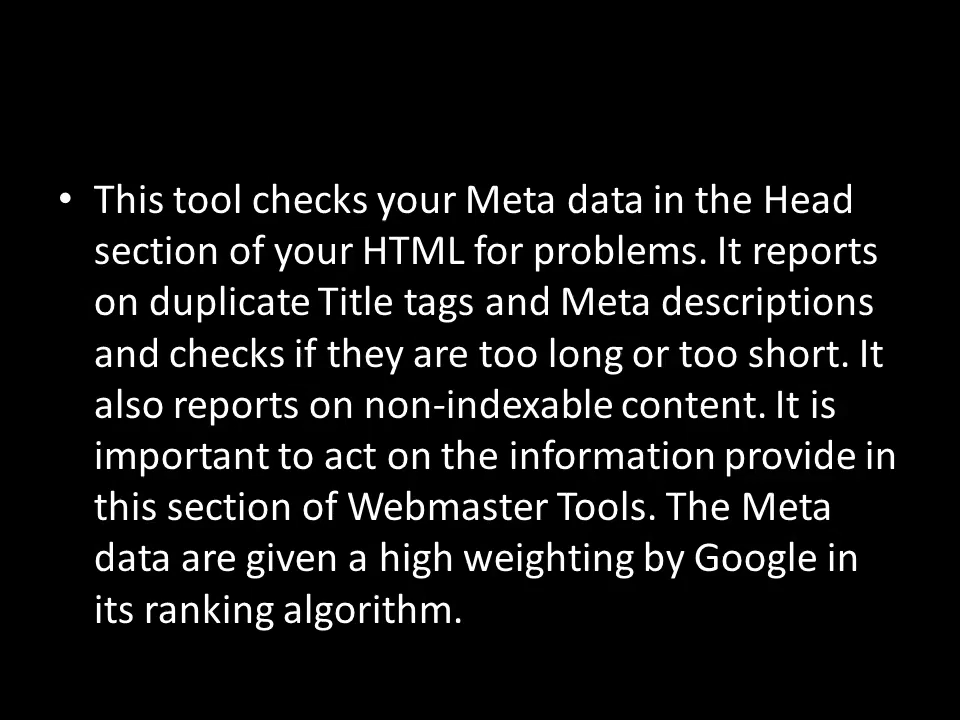 • This tool checks your Meta data in the Head
section of your HTML for problems. It reports
on duplicate Title tags and Meta descriptions
and checks if they are too long or too short. It
also reports on non-indexable content. It is
important to act on the information provide in
this section of Webmaster Tools. The Meta
data are given a high weighting by Google in
its ranking algorithm.